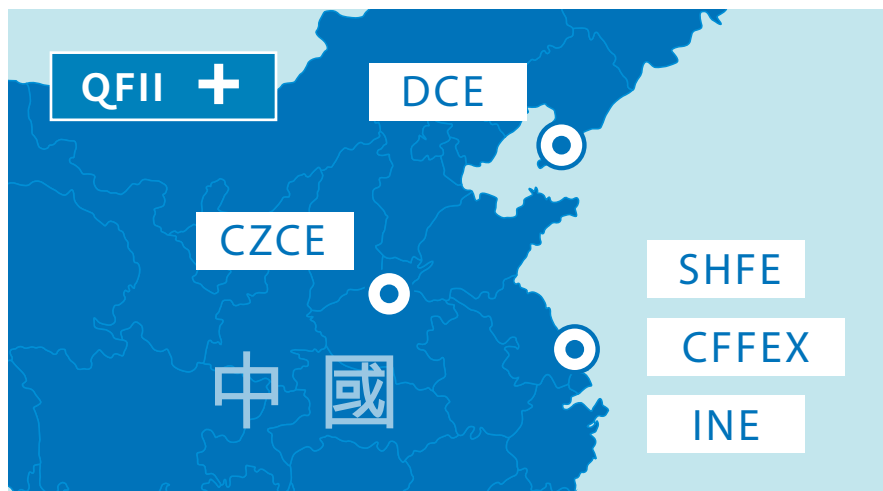 QFII +
DCE
CZCE
SHFE
CFFEX
INE
中國